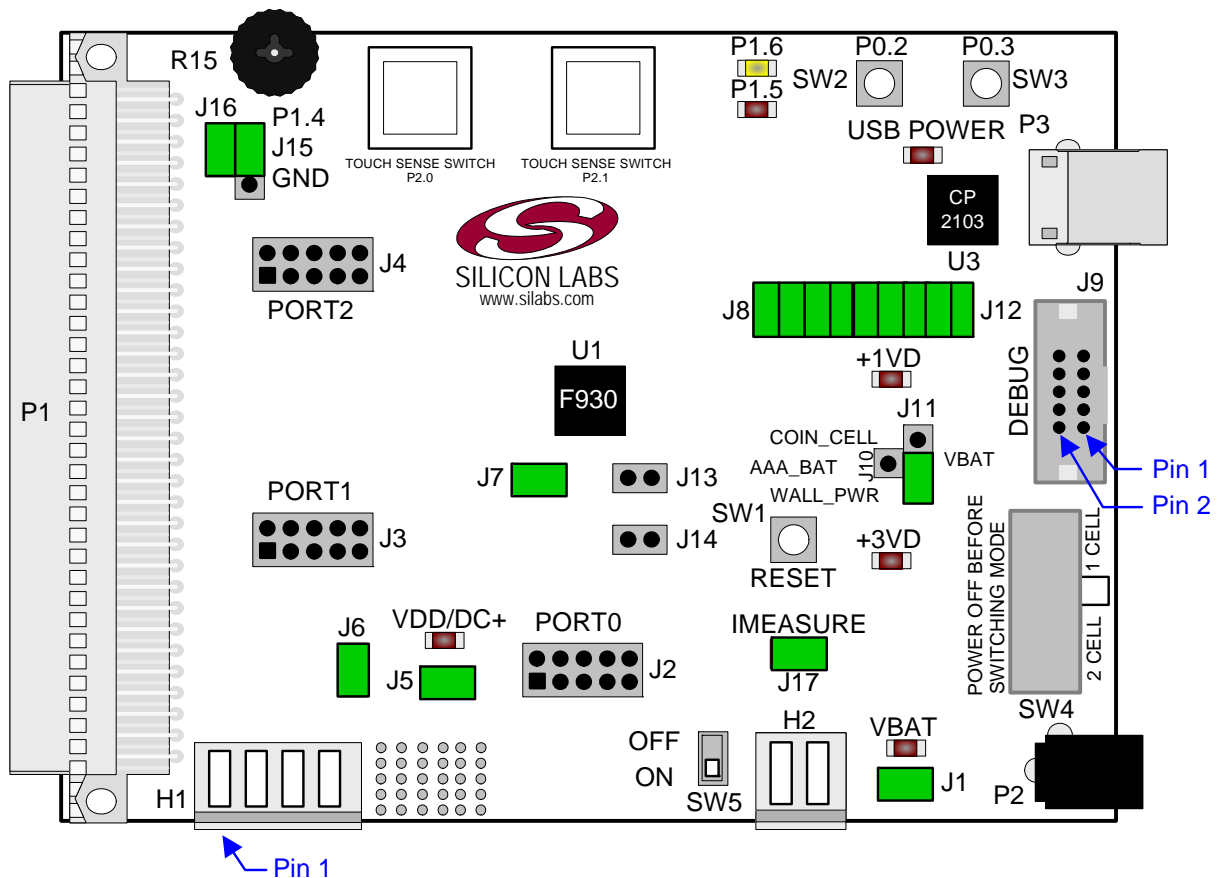 R15
P1.6
P0.2
P0.3
SW2
SW3
P1.5
J16
P1.4
J15
GND
TOUCH SENSE SWITCH
P2.0
TOUCH SENSE SWITCH
P2.1
USB POWER
P3
CP
2103
U3
SILICON LABS
www.silabs.com
J4
PORT2
J8
J12
J9
DEBUG
+1VD
U1
F930
P1
J11
COIN_CELL
J10
AAA_BAT
VBAT
WALL_PWR
Pin 1
Pin 2
J7
J13
PORT1
J3
J14
SW1
RESET
+3VD
POWER OFF BEFORE
SWITCHING MODE
2 CELL
1 CELL
SW4
J6
VDD/DC+
J5
PORT0
J2
IMEASURE
J17
H2
VBAT
OFF
ON
SW5
J1
P2
H1
Pin 1